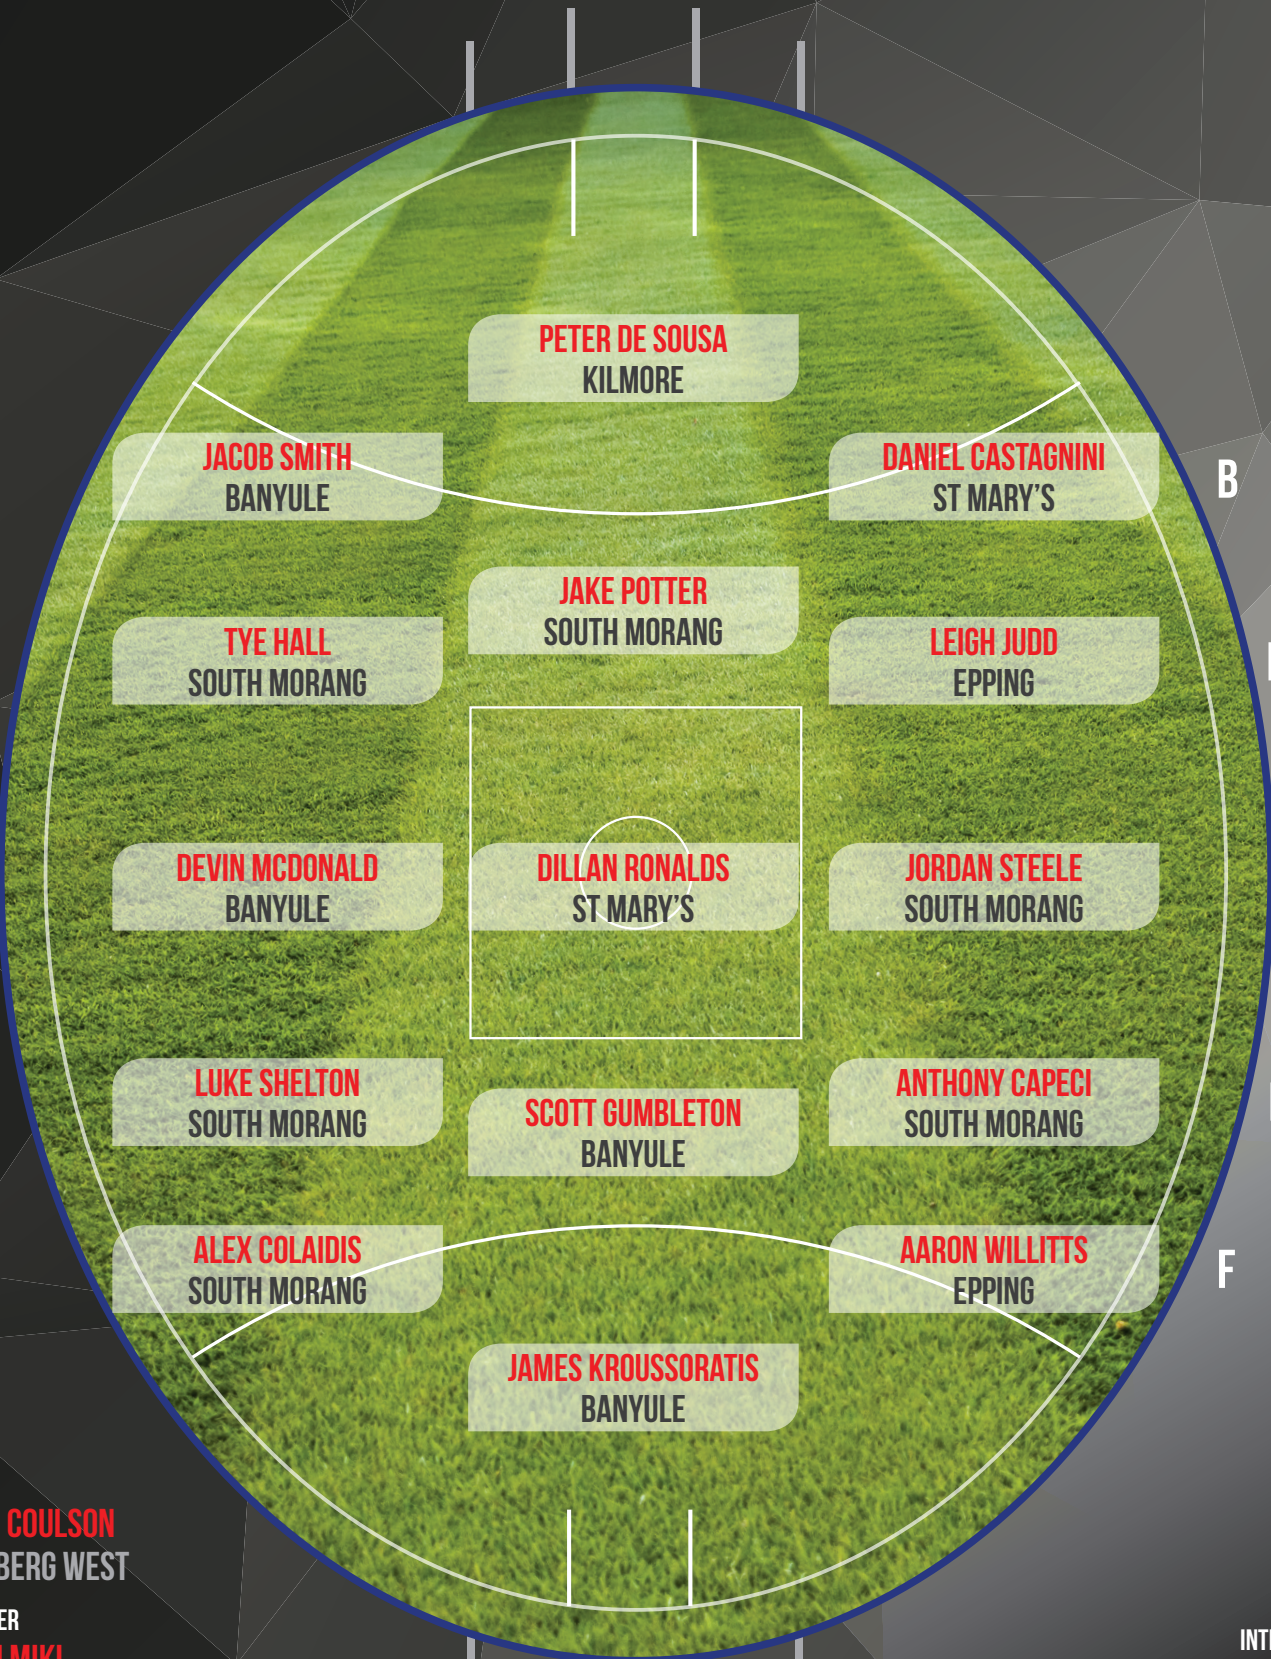 PETER DE SOUSA
KILMORE
JACOB SMITH
BANYULE
DANIEL CASTAGNINI
ST MARY'S
B
JAKE POTTER
SOUTH MORANG
TYE HALL
SOUTH MORANG
LEIGH JUDD
EPPING
DEVIN MCDONALD
BANYULE
DILLAN RONALDS
ST MARY'S
JORDAN STEELE
SOUTH MORANG
LUKE SHELTON
SOUTH MORANG
SCOTT GUMBLETON
BANYULE
ANTHONY CAPECI
SOUTH MORANG
ALEX COLAIDIS
SOUTH MORANG
AARON WILLITTS
EPPING
F
JAMES KROUSSORATIS
BANYULE
COULSON
BERG WEST
ER